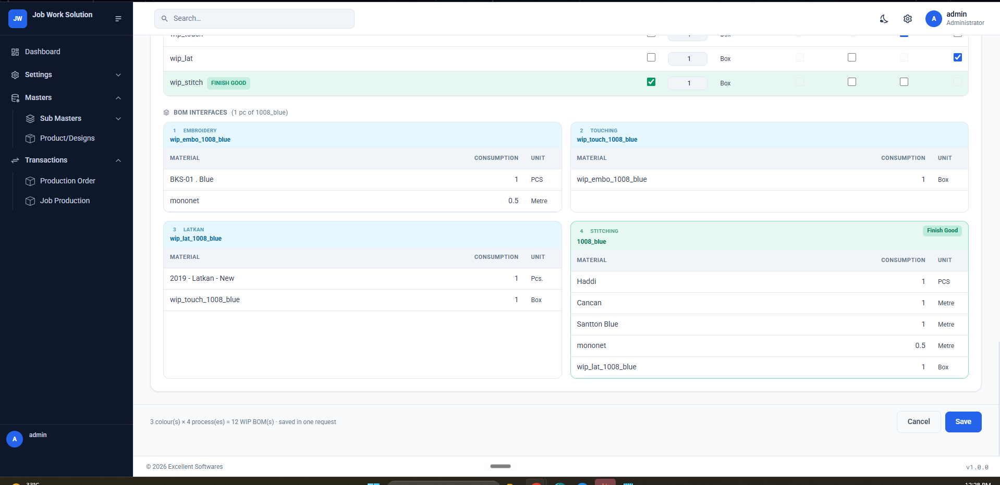 JW
Job Work Solution
Search...
A
admin
Administrator
Dashboard
Settings
Masters
Sub Masters
Product/Designs
Transactions
Production Order
Job Production
A
admin
wip_lat 1 Box
wip_stitch FINISH GOOD 1 Box
BOM INTERFACES (1 pc of 1008_blue)
1 EMBROIDERY
wip_embo_1008_blue
MATERIAL CONSUMPTION UNIT
BKS-01 . Blue 1 PCS
mononet 0.5 Metre
2 TOUCHING
wip_touch_1008_blue
MATERIAL CONSUMPTION UNIT
wip_embo_1008_blue 1 Box
3 LATKAN
wip_lat_1008_blue
MATERIAL CONSUMPTION UNIT
2019 - Latkan - New 1 Pcs.
wip_touch_1008_blue 1 Box
4 STITCHING Finish Good
1008_blue
MATERIAL CONSUMPTION UNIT
Haddi 1 PCS
Cancan 1 Metre
Santton Blue 1 Metre
mononet 0.5 Metre
wip_lat_1008_blue 1 Box
3 colour(s) × 4 process(es) = 12 WIP BOM(s) · saved in one request
Cancel
Save
© 2026 Excellent Softwares
v1.0.0